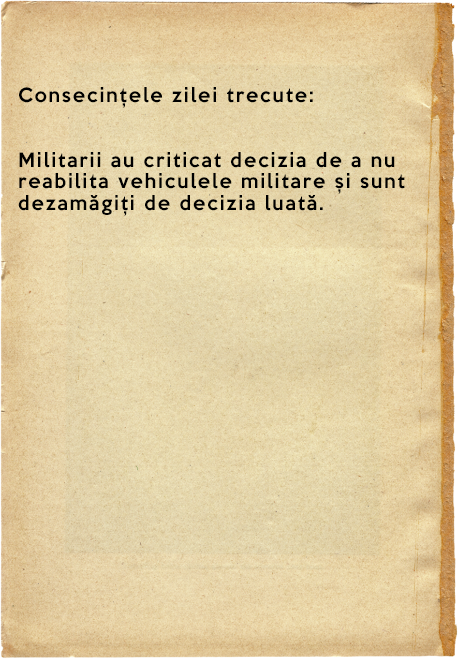 Consecințele zilei trecute:
Militarii au criticat decizia de a nu
reabilita vehiculele militare și sunt
dezamăgiți de decizia luată.